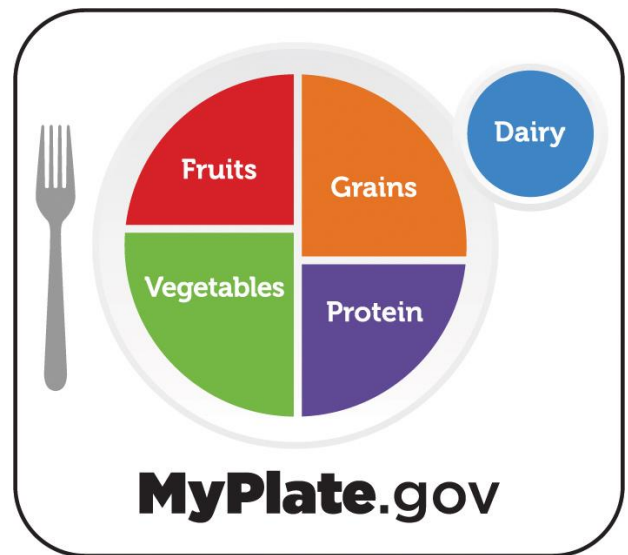 Fruits
Grains
Dairy
Vegetables
Protein
MyPlate.gov